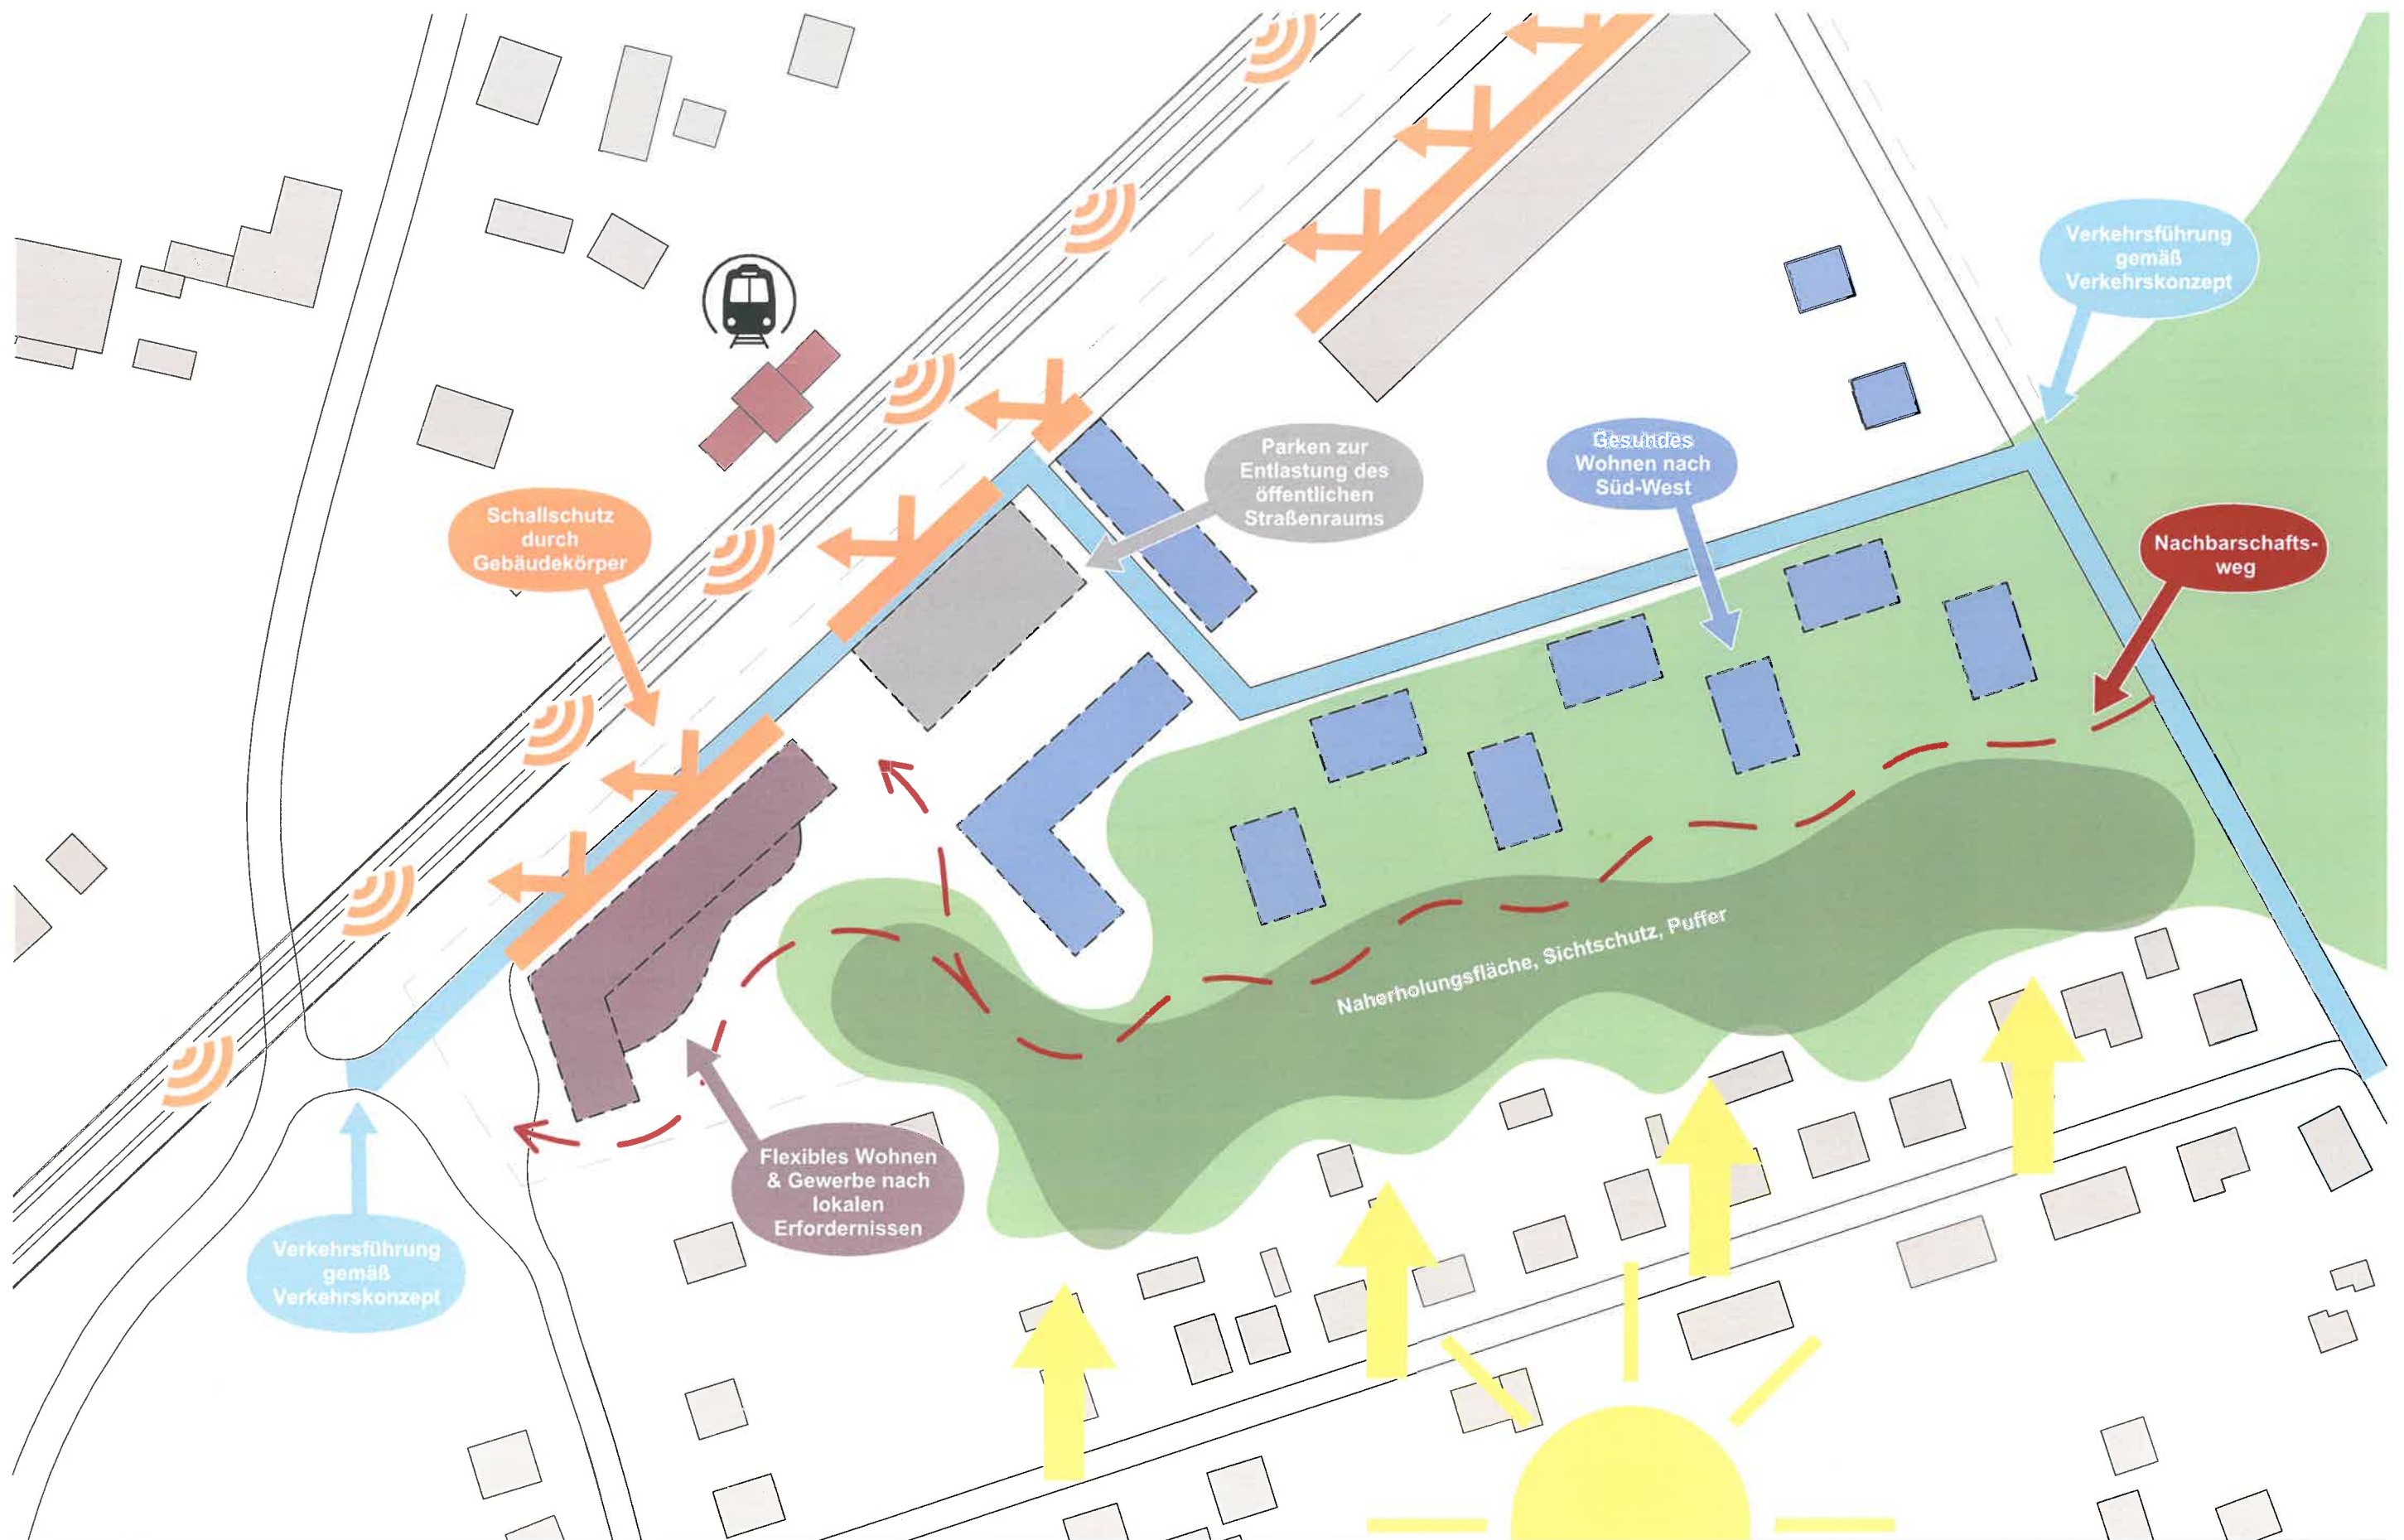 Verkehrsführung
gemäß
Verkehrskonzept
Parken zur
Entlastung des
öffentlichen
Straßenraums
Gesundes
Wohnen nach
Süd-West
Schallschutz
durch
Gebäudekörper
Nachbarschafts-
weg
Naherholungsfläche, Sichtschutz, Puffer
Flexibles Wohnen
& Gewerbe nach
lokalen
Erfordernissen
Verkehrsführung
gemäß
Verkehrskonzept